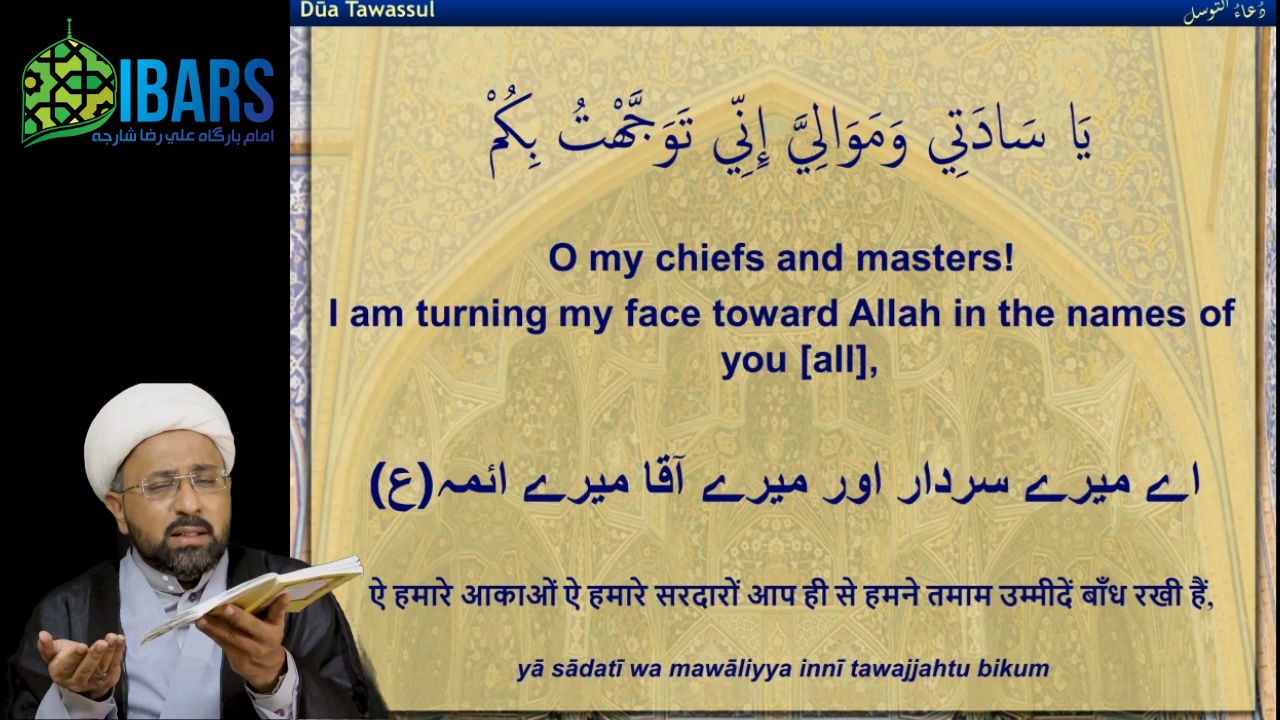 Dūa Tawassul
دُعَاءُ التوسل
IBARS
امام بارگاه علي رضا شارجه
يَا سَادَتِي وَمَوَالِيَّ إِنِّي تَوَجَّهْتُ بِكُمْ
O my chiefs and masters!
I am turning my face toward Allah in the names of
you [all],
اے میرے سردار اور میرے آقا میرے ائمہ(ع)
ऐ हमारे आकाओं ऐ हमारे सरदारों आप ही से हमने तमाम उम्मीदें बाँध रखी हैं,
yā sādatī wa mawāliyya innī tawajjahtu bikum